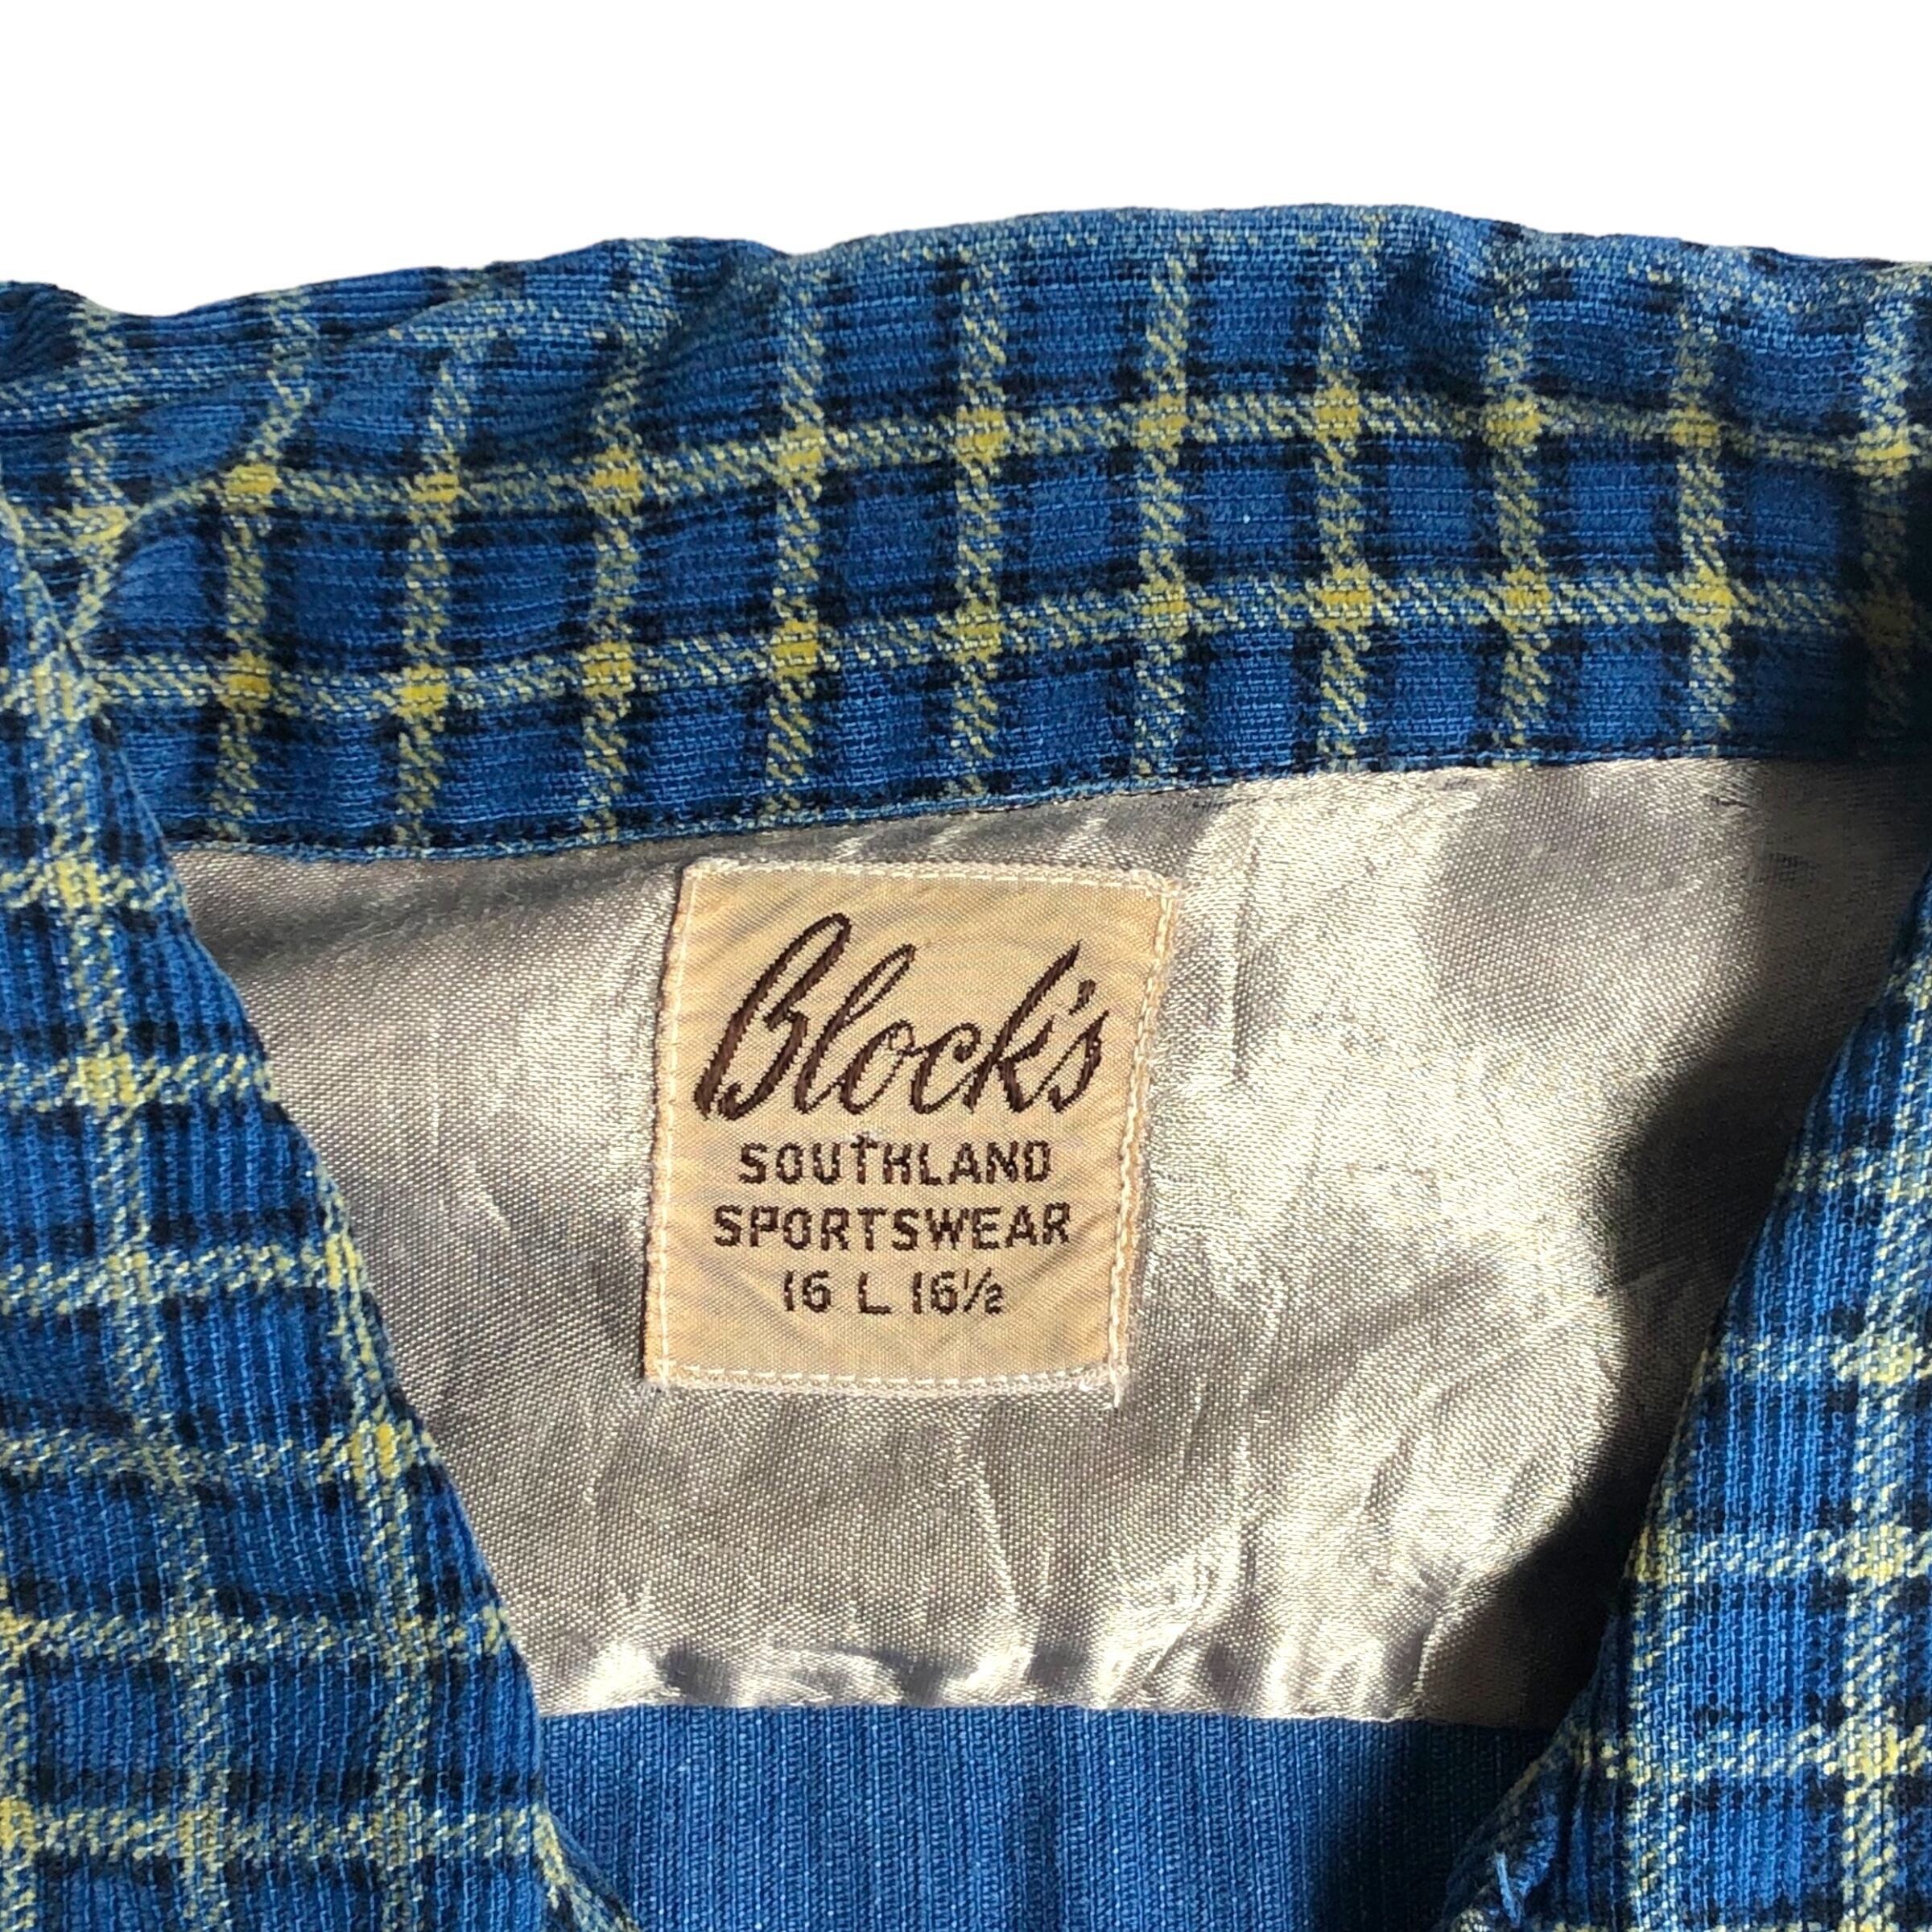 Block's
SOUTHLAND
SPORTSWEAR
16 L 16½